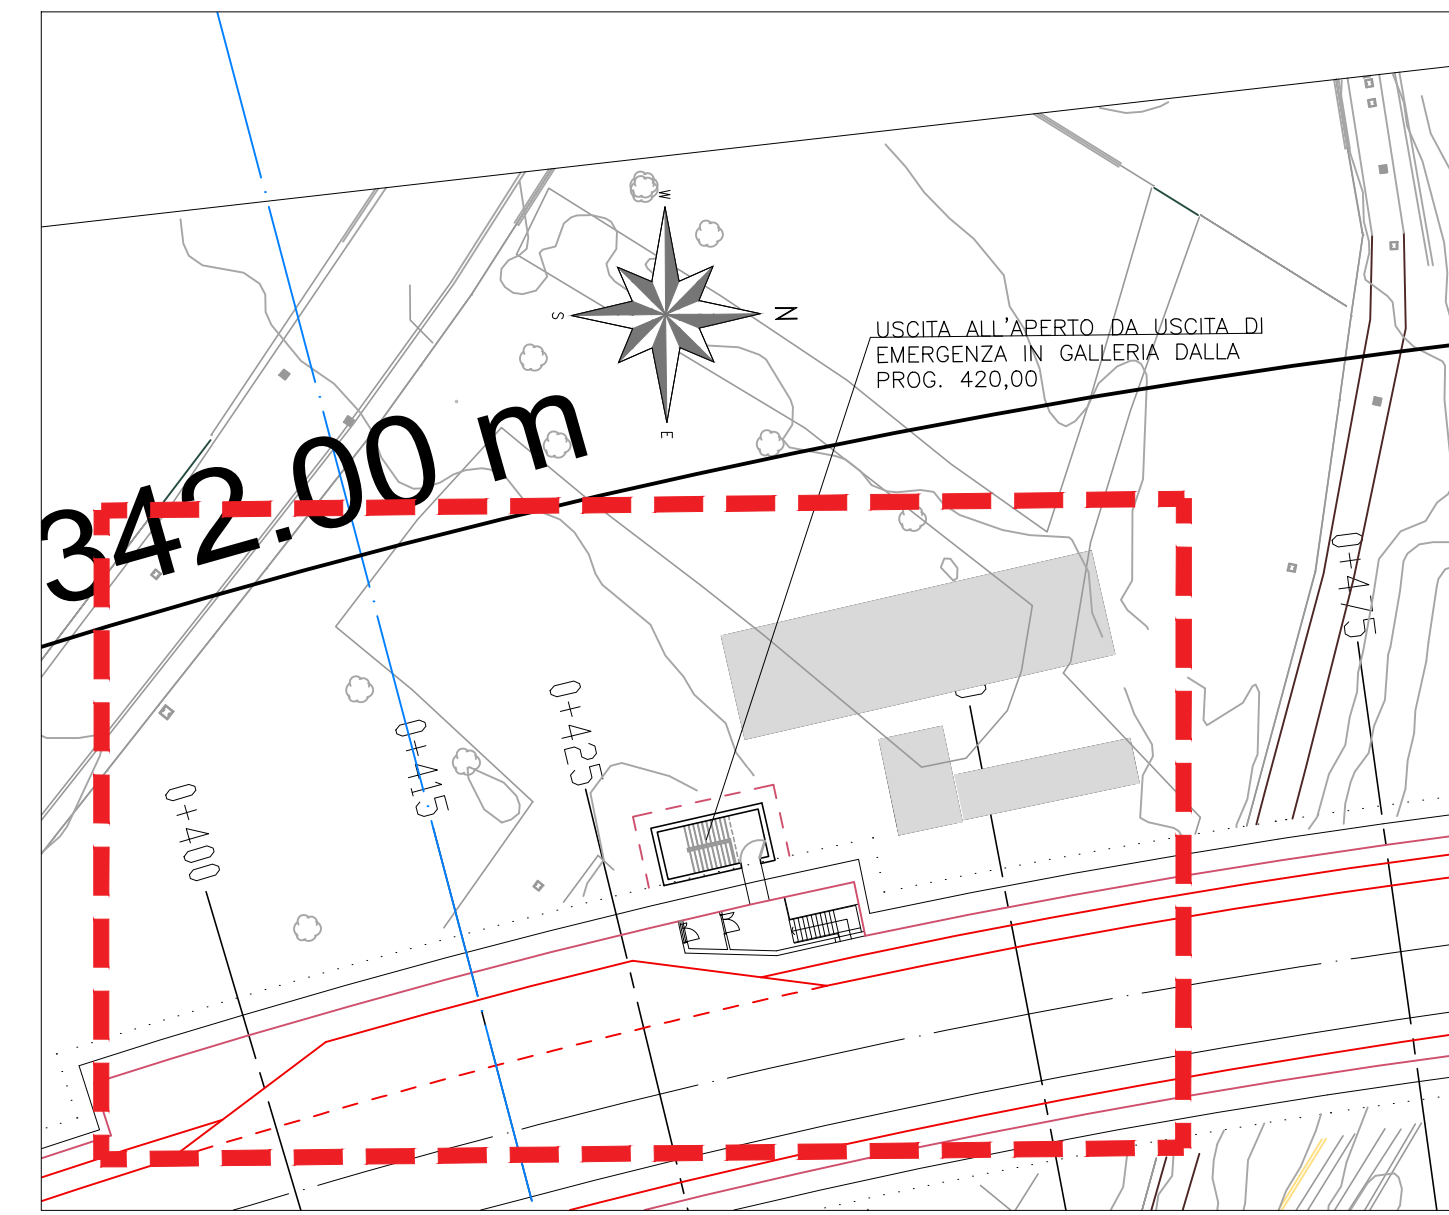 W
S
N
E
USCITA ALL'APERTO DA USCITA DI
EMERGENZA IN GALLERIA DALLA
PROG. 420,00
342.00 m
0+475
0+425
0+415
0+400